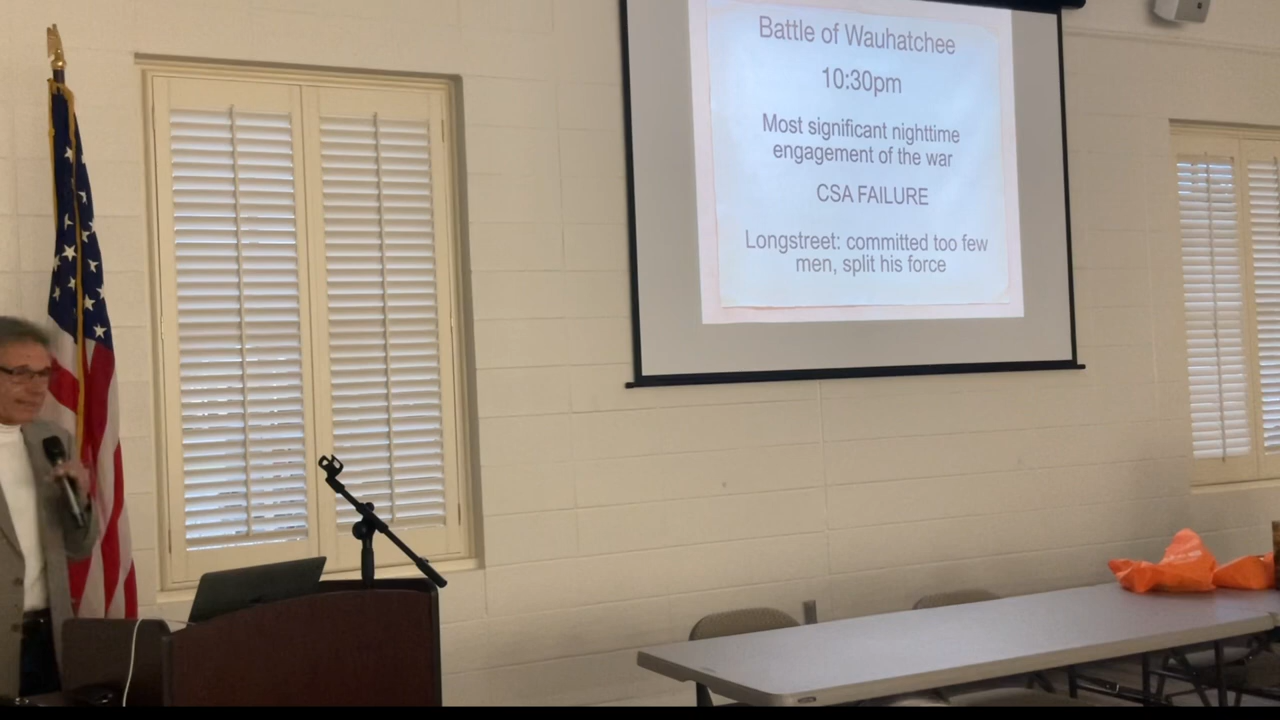 Battle of Wauhatchee
10:30pm
Most significant nighttime
engagement of the war
CSA FAILURE
Longstreet: committed too few
men, split his force